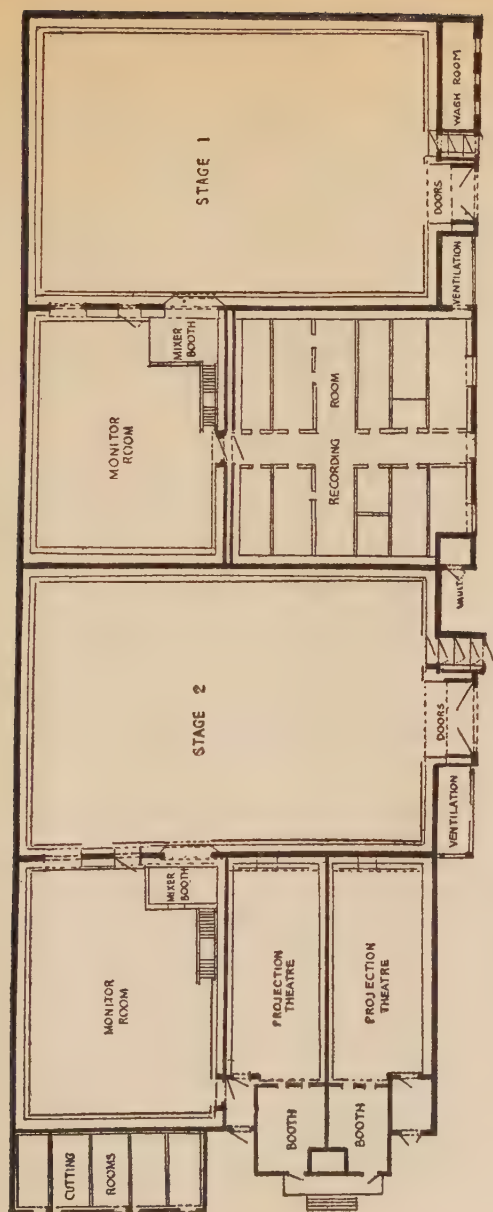 STAGE 1
WASH ROOM
DOORS
VENTILATION
MIXER
BOOTH
MONITOR
ROOM
RECORDING ROOM
VAULT
STAGE 2
DOORS
VENTILATION
MIXER
BOOTH
MONITOR
ROOM
PROJECTION
THEATRE
PROJECTION
THEATRE
BOOTH
BOOTH
CUTTING
ROOMS